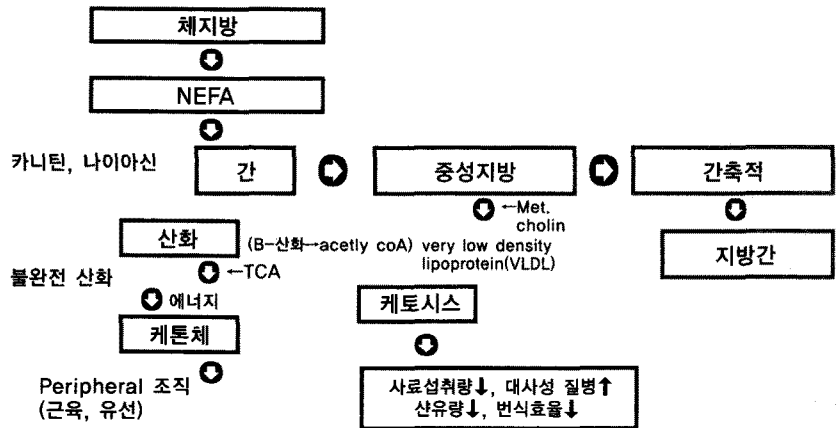 체지방
NEFA
카니틴, 나이아신
간
중성지방
간축적
←Met.
cholin
산화
(B-산화→acetly coA) very low density
lipoprotein(VLDL)
지방간
←TCA
불완전 산화
에너지
케톤체
케토시스
Peripheral 조직
(근육, 유선)
사료섭취량↓, 대사성 질병↑
산유량↓, 번식효율↓